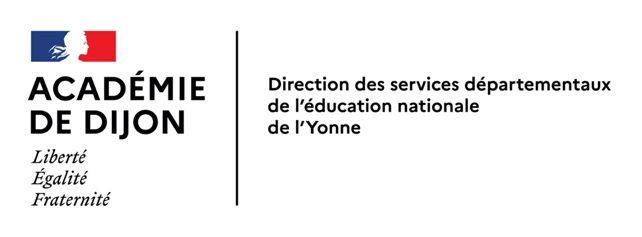 ACADÉMIE
DE DIJON
Liberté
Égalité
Fraternité
Direction des services départementaux
de l'éducation nationale
de l'Yonne